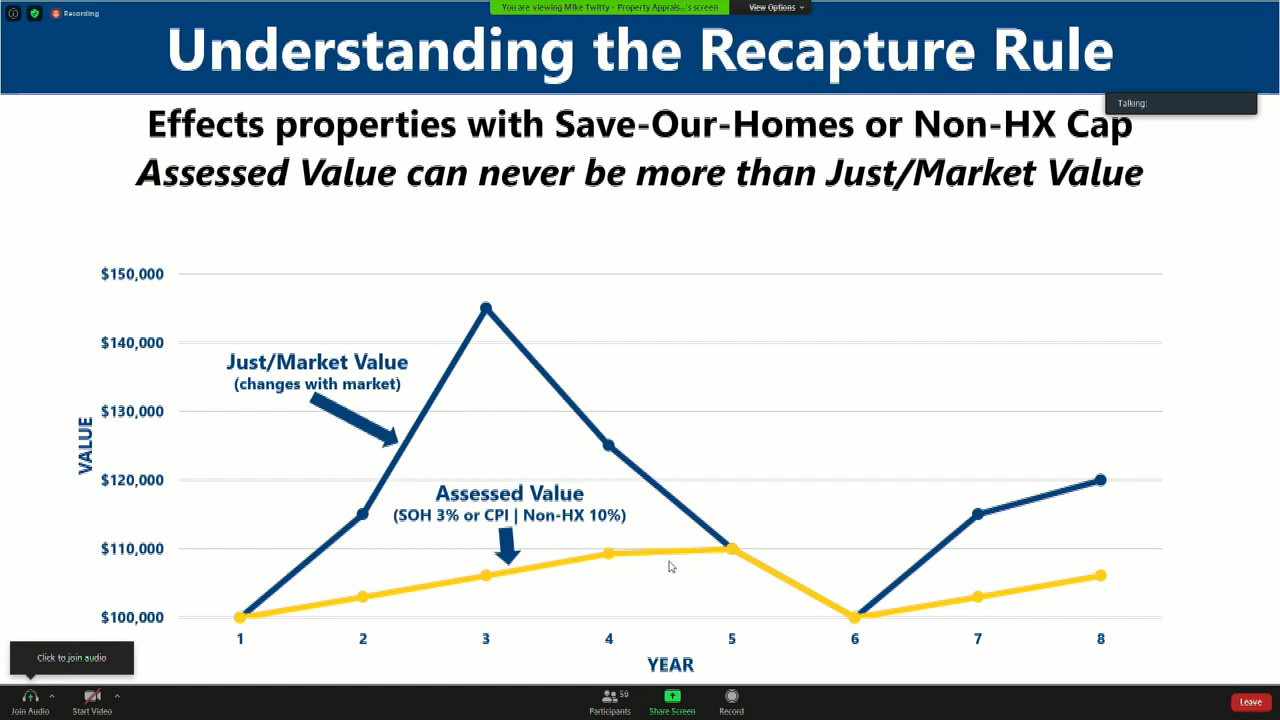 Recording
You are viewing Mike Twitty - Property Apprais...'s screen
View Options
Understanding the Recapture Rule
Talking:
Effects properties with Save-Our-Homes or Non-HX Cap
Assessed Value can never be more than Just/Market Value
$150,000
$140,000
Just/Market Value
(changes with market)
$130,000
VALUE
$120,000
Assessed Value
(SOH 3% or CPI | Non-HX 10%)
$110,000
$100,000
1 2 3 4 5 6 7 8
YEAR
Click to join audio
Join Audio
Start Video
Participants
59
Share Screen
Record
Leave